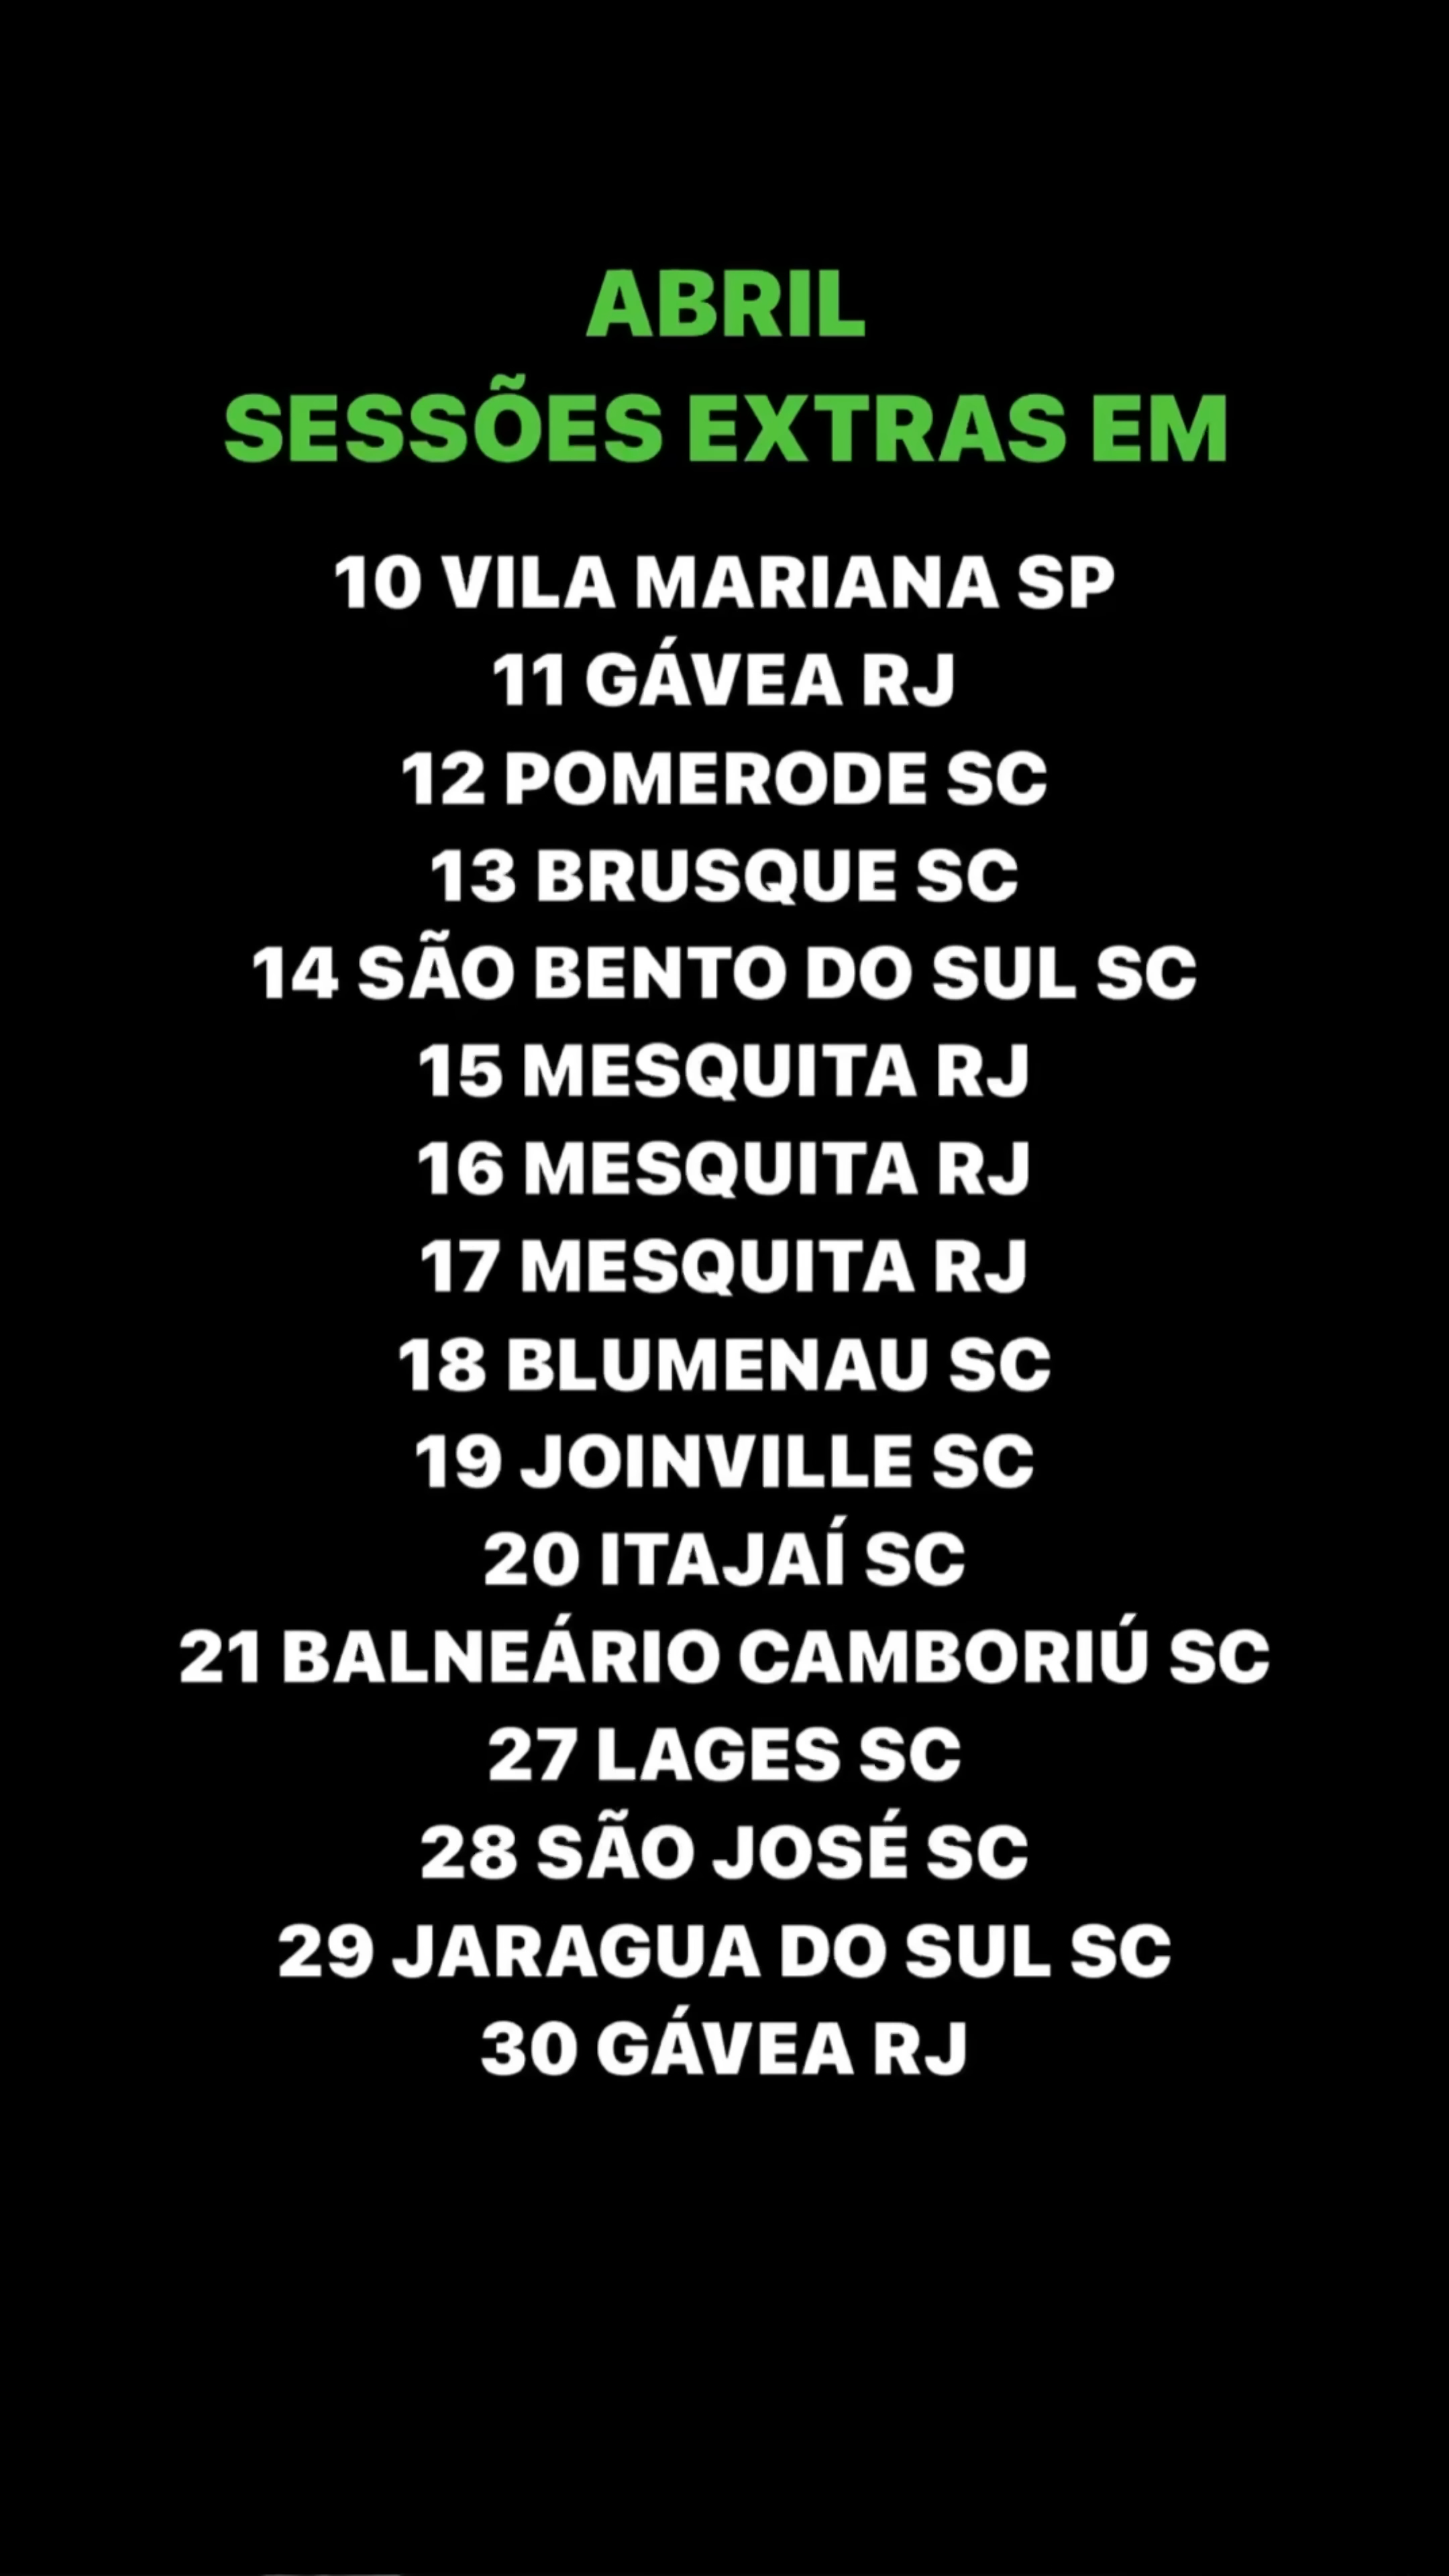 ABRIL
SESSÕES EXTRAS EM
10 VILA MARIANA SP
11 GÁVEA RJ
12 POMERODE SC
13 BRUSQUE SC
14 SÃO BENTO DO SUL SC
15 MESQUITA RJ
16 MESQUITA RJ
17 MESQUITA RJ
18 BLUMENAU SC
19 JOINVILLE SC
20 ITAJAÍ SC
21 BALNEÁRIO CAMBORIÚ SC
27 LAGES SC
28 SÃO JOSÉ SC
29 JARAGUA DO SUL SC
30 GÁVEA RJ